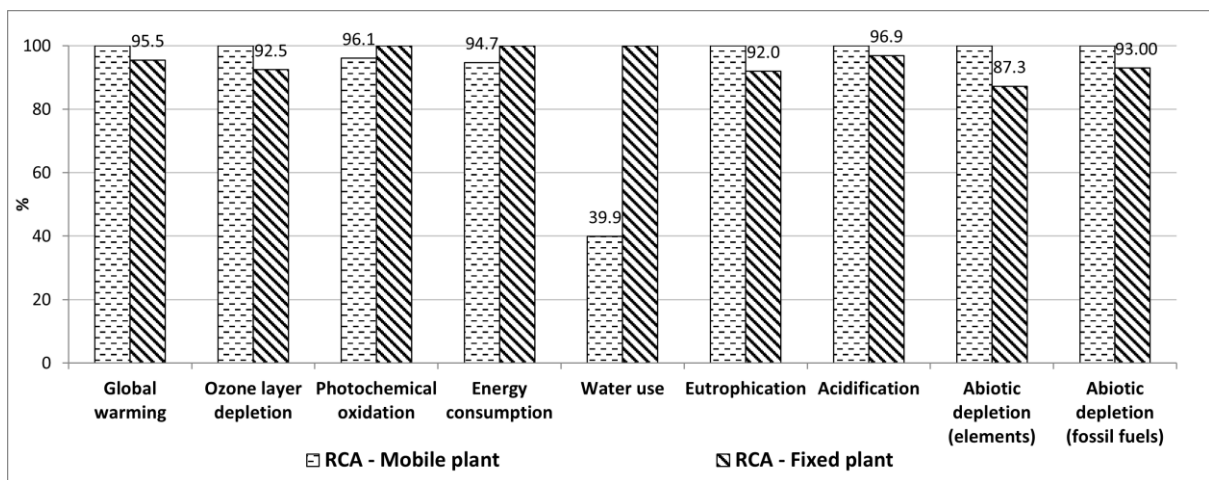 95.5
92.5
96.1
94.7
39.9
92.0
96.9
87.3
93.00
100
80
60
40
20
0
%
Global warming
Ozone layer depletion
Photochemical oxidation
Energy consumption
Water use
Eutrophication
Acidification
Abiotic depletion (elements)
Abiotic depletion (fossil fuels)
RCA - Mobile plant
RCA - Fixed plant